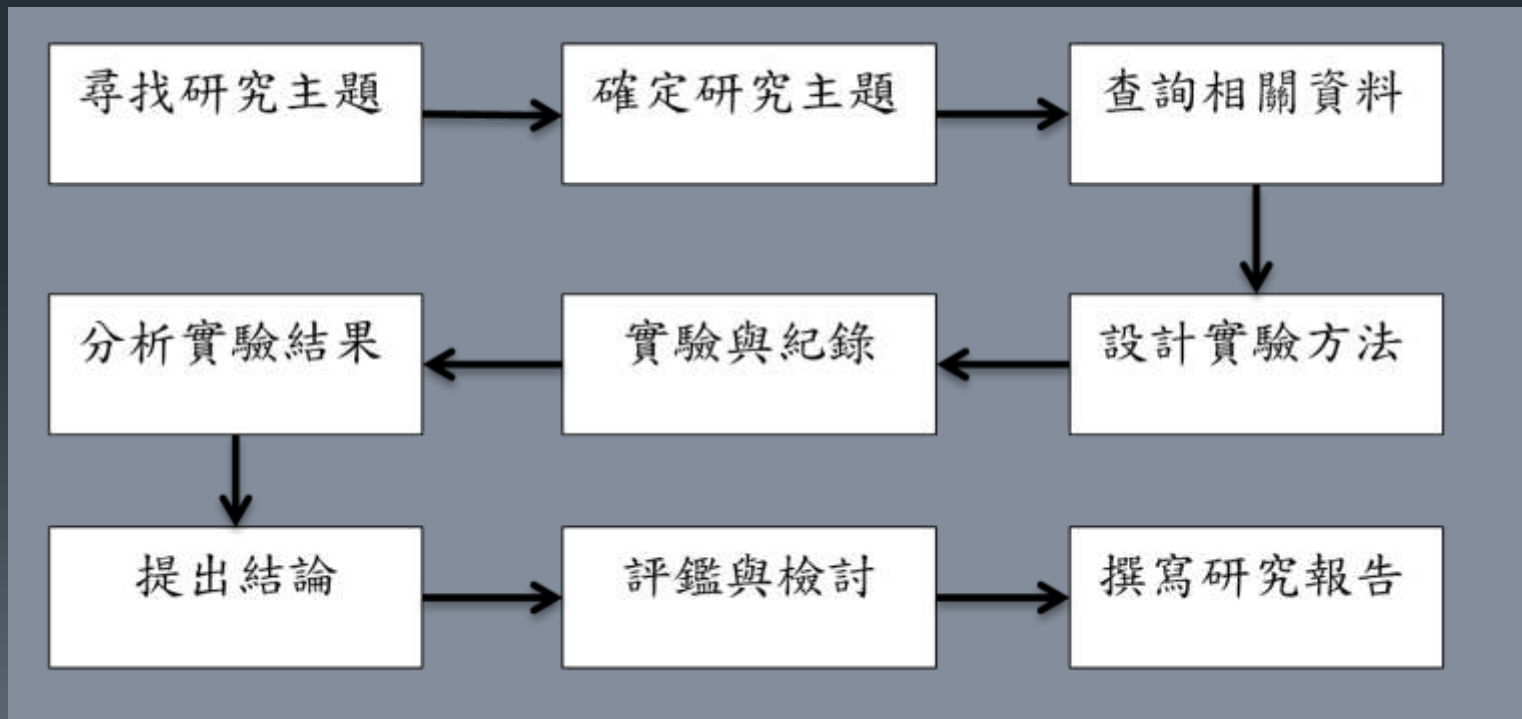 尋找研究主題
確定研究主題
查詢相關資料
設計實驗方法
實驗與紀錄
分析實驗結果
提出結論
評鑑與檢討
撰寫研究報告